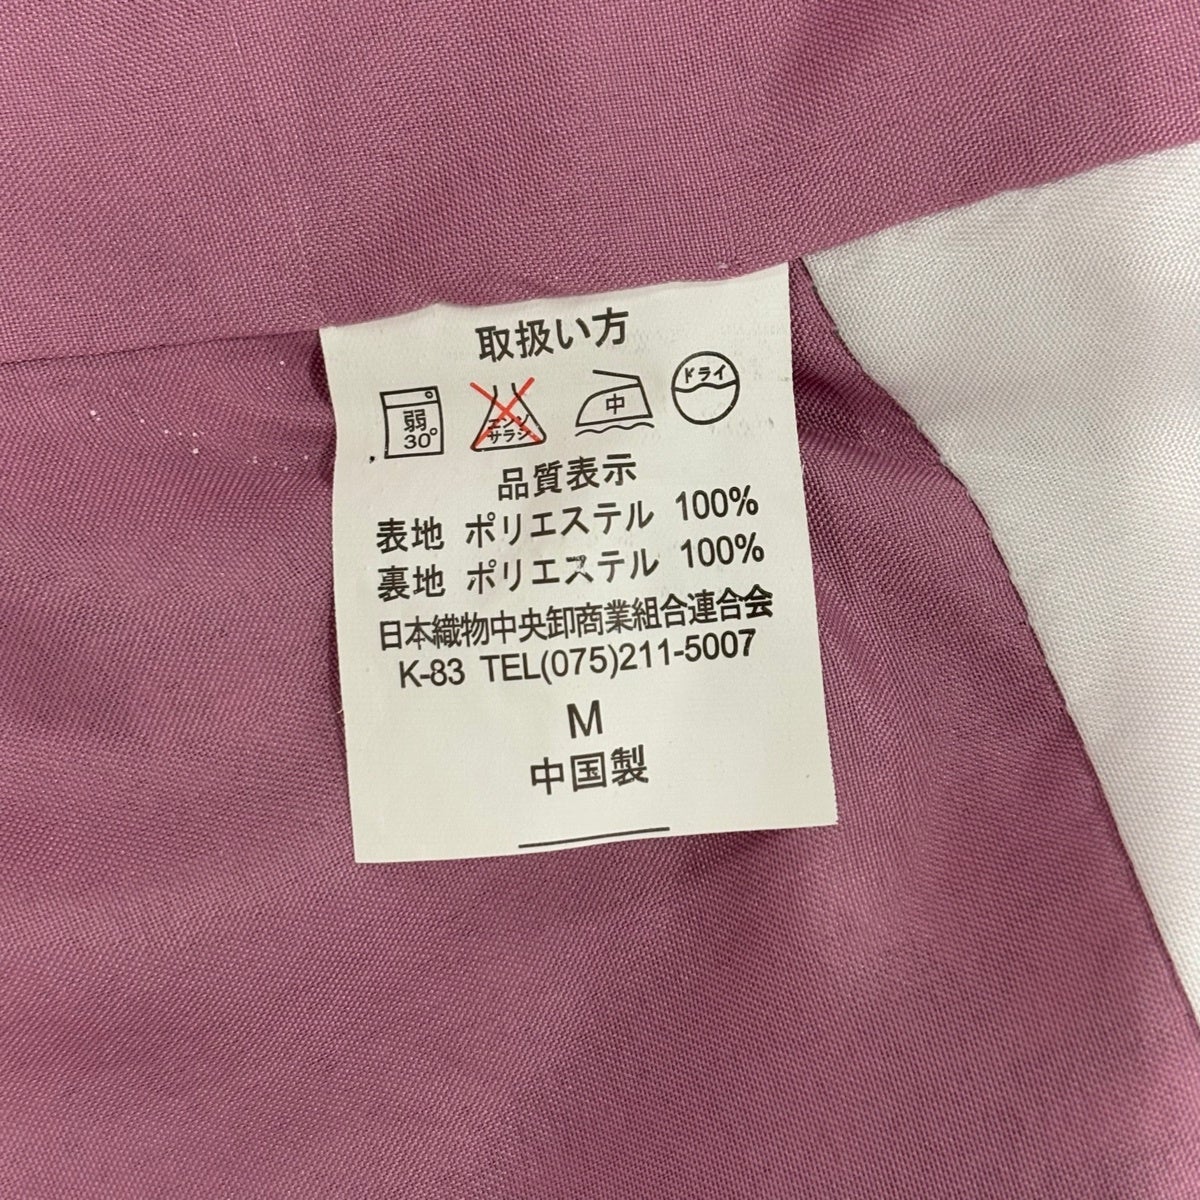 取扱い方
弱 30° エンソサラシ 中 ドライ
品質表示
表地 ポリエステル 100%
裏地 ポリエステル 100%
日本織物中央卸商業組合連合会
K-83 TEL(075)211-5007
M
中国製